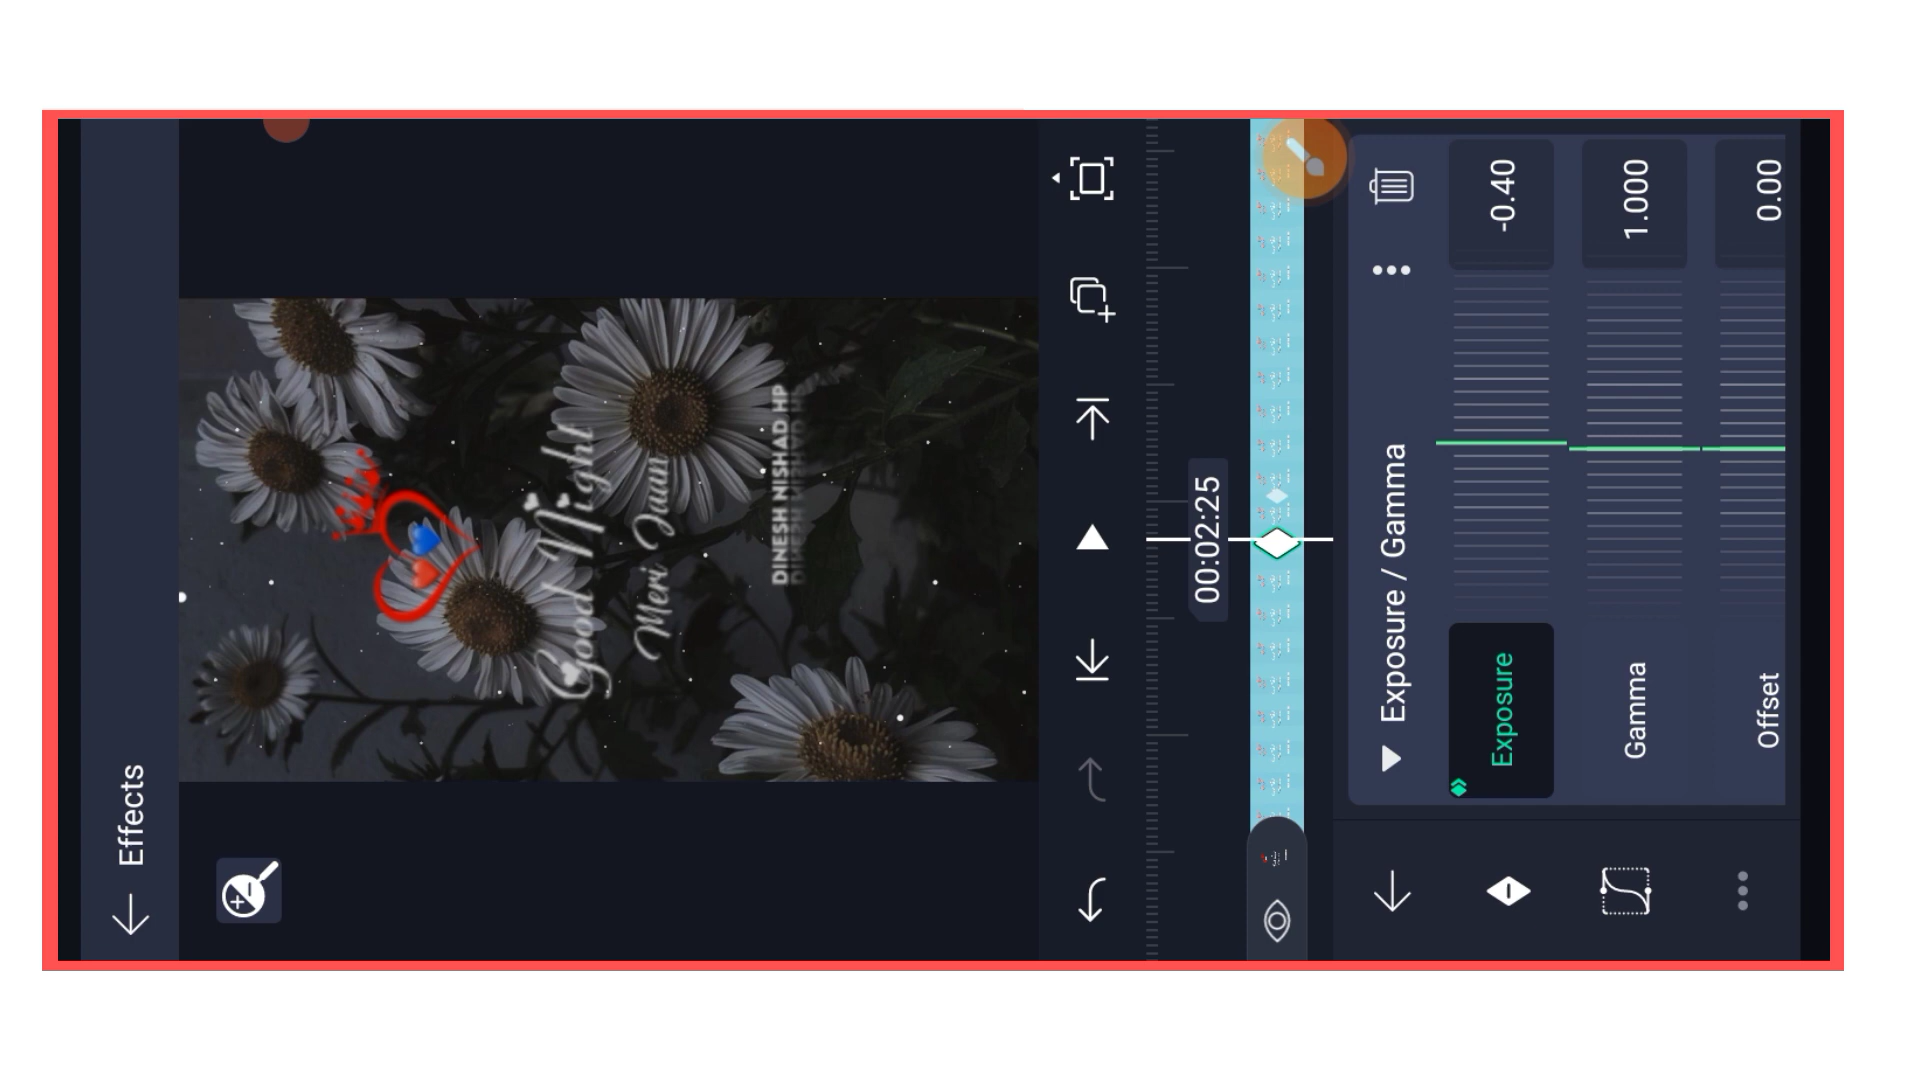 Effects
Good Night
Meri Jaan
DINESH NISHAD HP
00:02:25
Exposure / Gamma
Exposure -0.40
Gamma 1.000
Offset 0.00